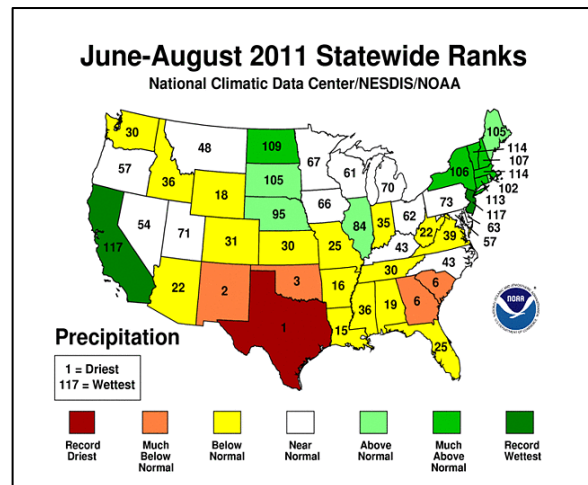 June-August 2011 Statewide Ranks
National Climatic Data Center/NESDIS/NOAA
30
48
109
67
105
114
107
114
102
113
117
63
57
57
36
18
105
61
70
106
73
117
54
71
31
95
66
84
35
62
22
39
30
25
43
43
22
2
3
16
30
6
6
1
15
36
19
25
NOAA
Precipitation
1 = Driest
117 = Wettest
Record
Driest
Much
Below
Normal
Below
Normal
Near
Normal
Above
Normal
Much
Above
Normal
Record
Wettest